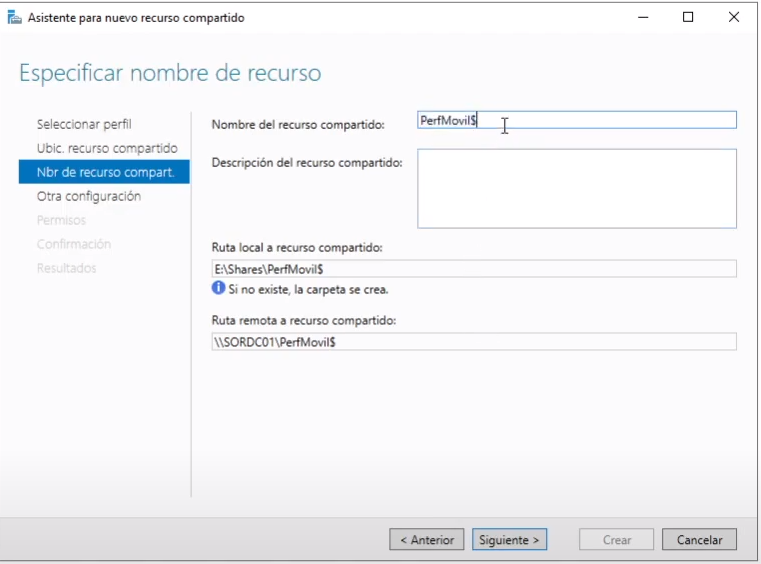 Asistente para nuevo recurso compartido
Especificar nombre de recurso
Seleccionar perfil
Ubic. recurso compartido
Nbr de recurso compart.
Otra configuración
Permisos
Confirmación
Resultados
Nombre del recurso compartido: PerfMovil$
Descripción del recurso compartido:
Ruta local a recurso compartido:
E:\Shares\PerfMovil$
Si no existe, la carpeta se crea.
Ruta remota a recurso compartido:
\\SORDC01\PerfMovil$
< Anterior Siguiente > Crear Cancelar